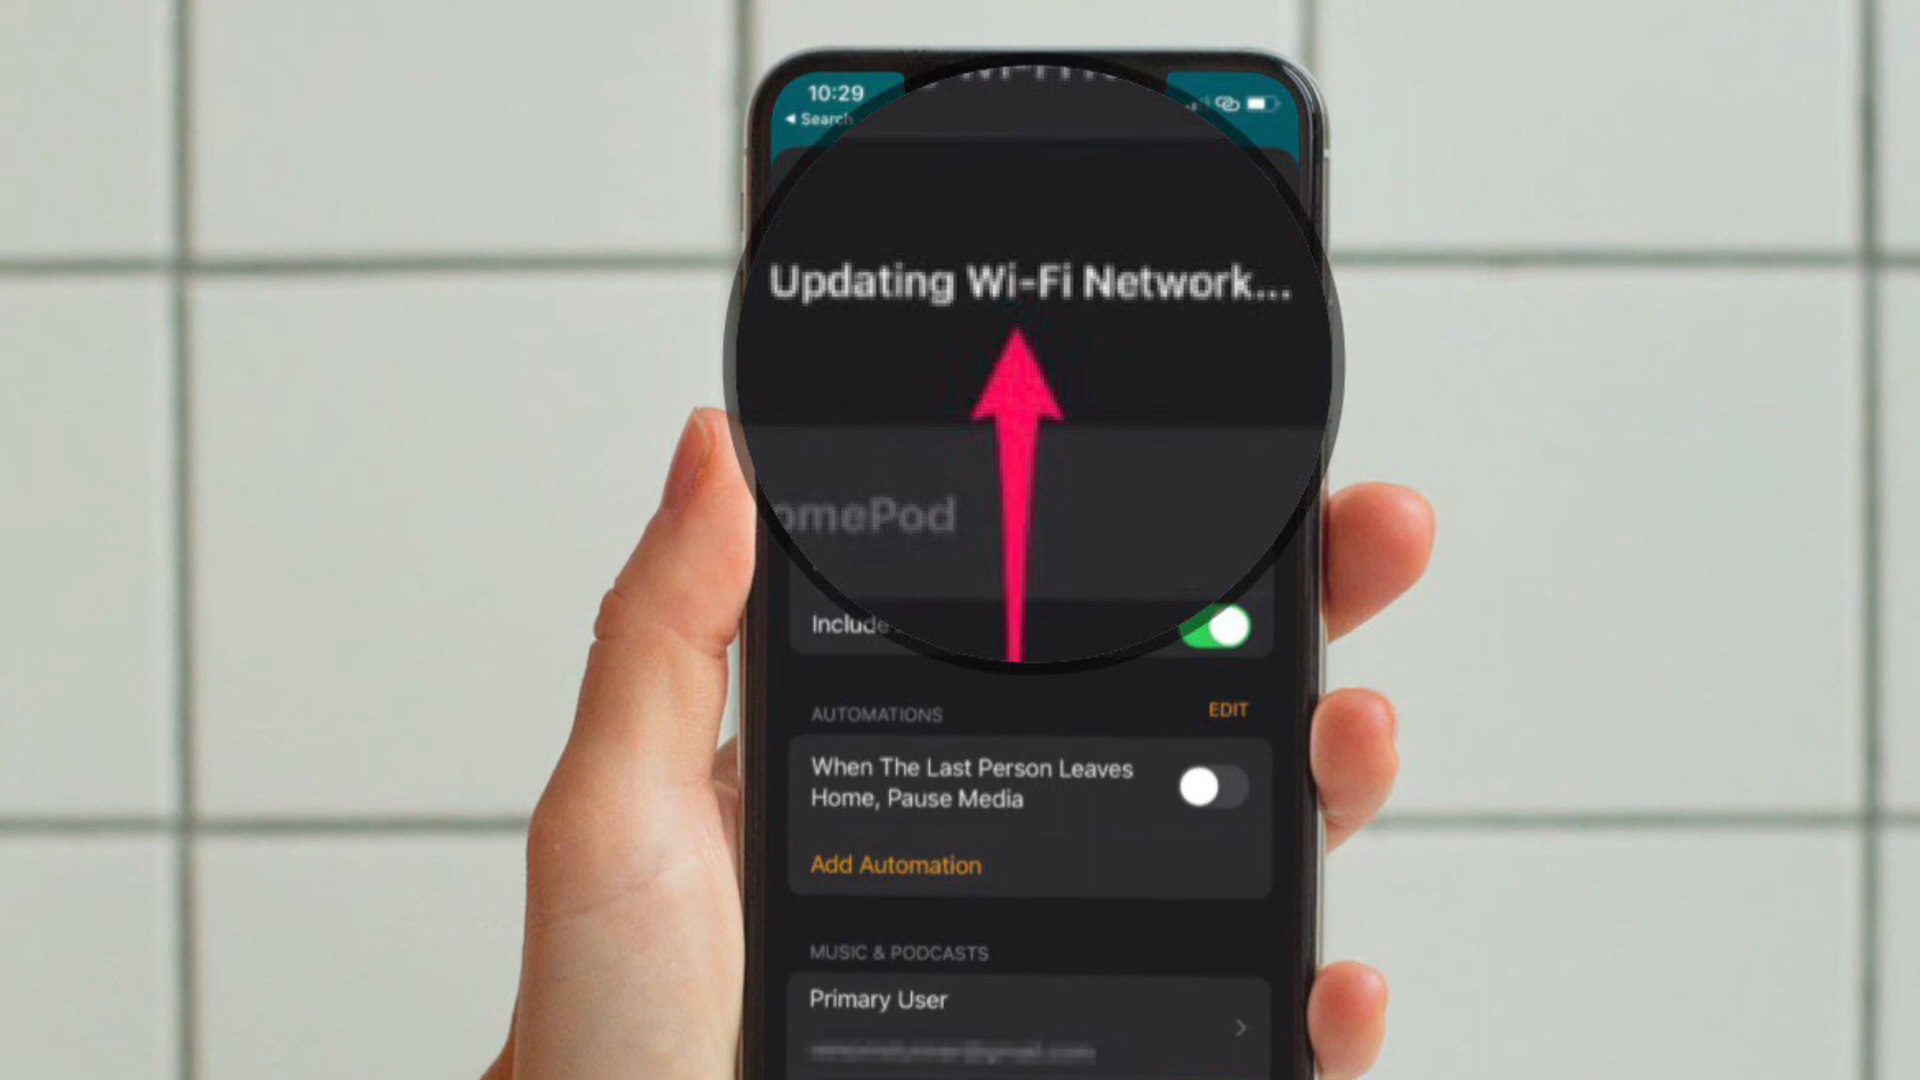 10:29
◀ Search
Updating Wi-Fi Network...
omePod
Include
AUTOMATIONS
EDIT
When The Last Person Leaves
Home, Pause Media
Add Automation
MUSIC & PODCASTS
Primary User